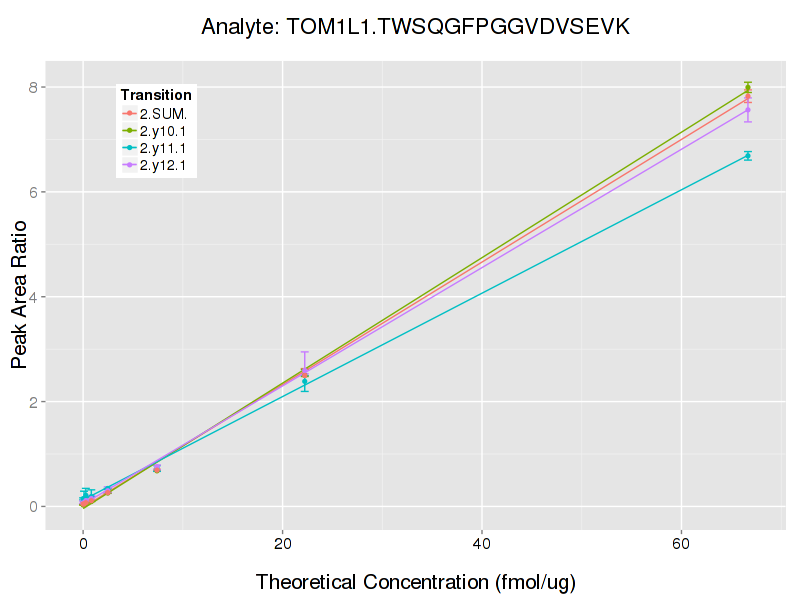 Analyte: TOM1L1.TWSQGFPGGVDVSEVK
Peak Area Ratio
8
6
4
2
0
Transition
2.SUM.
2.y10.1
2.y11.1
2.y12.1
0 20 40 60
Theoretical Concentration (fmol/ug)